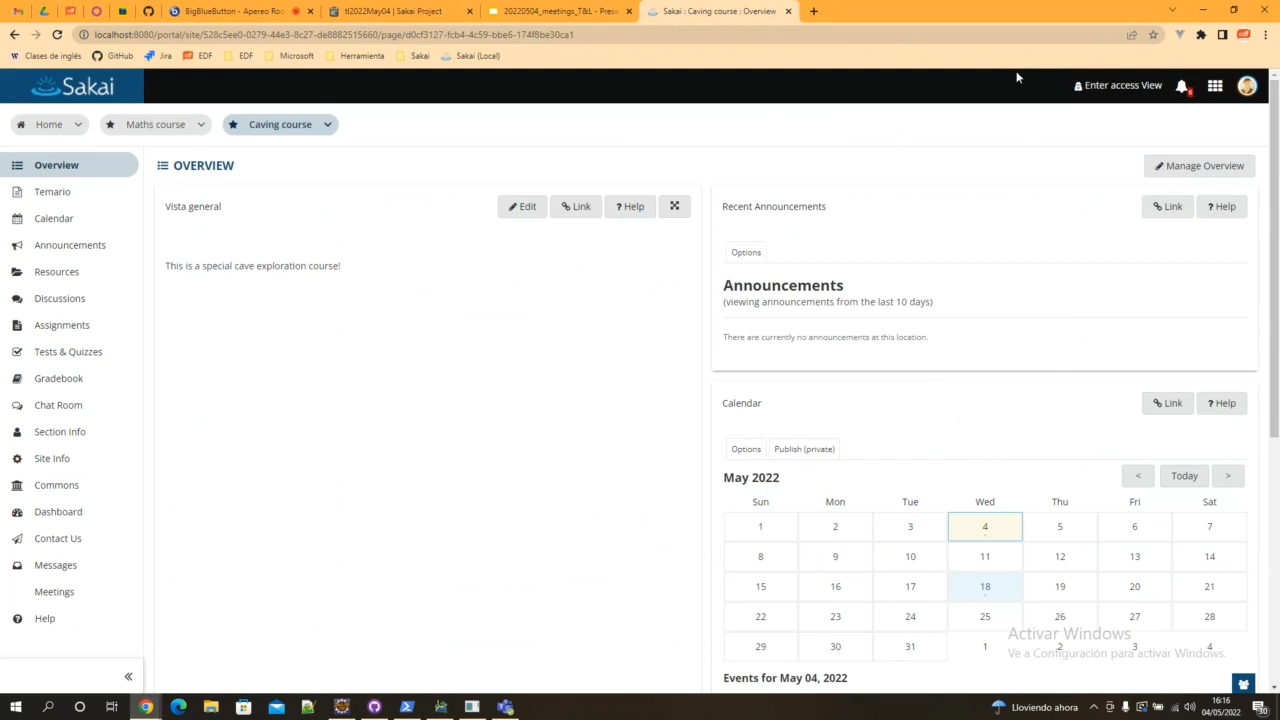 BigBlueButton - Apereo Roo
tl2022May04 | Sakai Project
20220504_meetings_T&L - Prese
Sakai : Caving course : Overview
localhost:8080/portal/site/528c5ee0-0279-44e3-8c27-de8882515660/page/d0cf3127-fcb4-4c59-bbe6-174f8be30ca1
Clases de inglés
GitHub
Jira
EDF
EDF
Microsoft
Herramienta
Sakai
Sakai (Local)
Sakai
Enter access View
6
Home
Maths course
Caving course
Overview
Temario
Calendar
Announcements
Resources
Discussions
Assignments
Tests & Quizzes
Gradebook
Chat Room
Section Info
Site Info
Commons
Dashboard
Contact Us
Messages
Meetings
Help
OVERVIEW
Manage Overview
Vista general
Edit
Link
? Help
This is a special cave exploration course!
Recent Announcements
Link
? Help
Options
Announcements
(viewing announcements from the last 10 days)
There are currently no announcements at this location.
Calendar
Link
? Help
Options
Publish (private)
May 2022
<
Today
>
Sun Mon Tue Wed Thu Fri Sat
1 2 3 4 5 6 7
8 9 10 11 12 13 14
15 16 17 18 19 20 21
22 23 24 25 26 27 28
29 30 31 1 2 3 4
Activar Windows
Ve a Configuración para activar Windows.
Events for May 04, 2022
Lloviendo ahora
16:16
04/05/2022
30